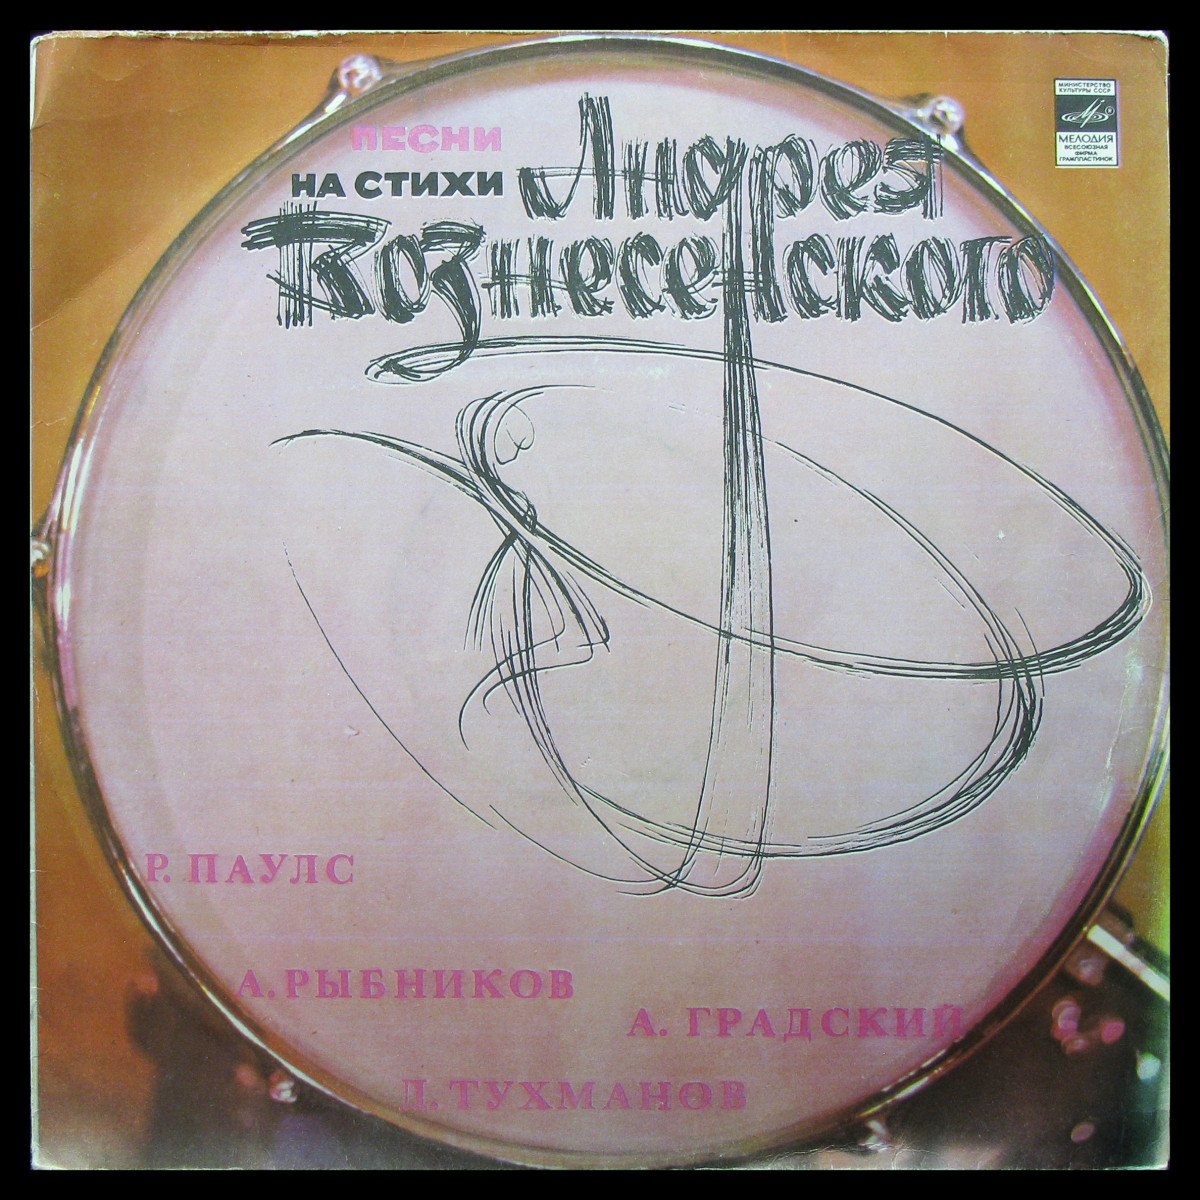 МИНИСТЕРСТВО
КУЛЬТУРЫ СССР
МЕЛОДИЯ
ВСЕСОЮЗНАЯ
ФИРМА
ГРАМПЛАСТИНОК
ПЕСНИ
НА СТИХИ Андрея
Вознесенского
Р. ПАУЛС
А. РЫБНИКОВ
А. ГРАДСКИЙ
Д. ТУХМАНОВ